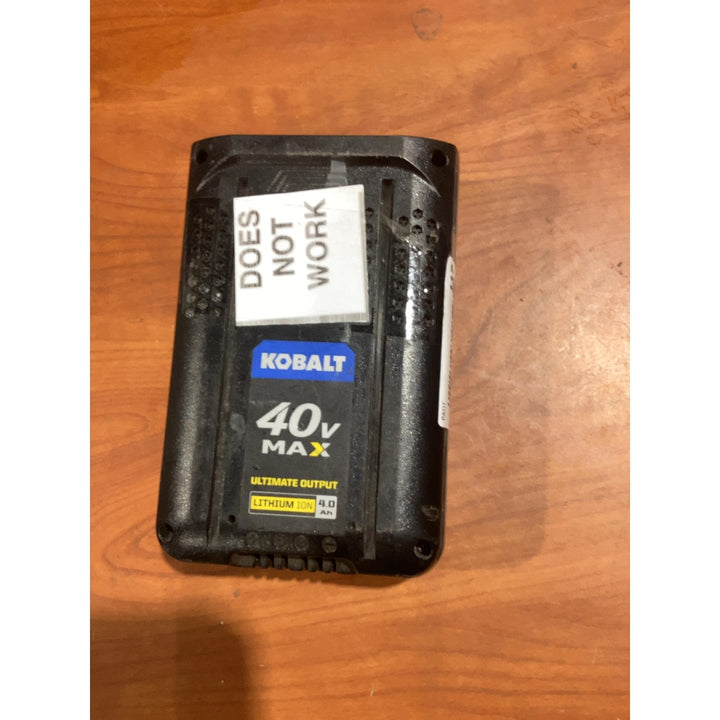 DOES
NOT
WORK
KOBALT
40V
MAX
ULTIMATE OUTPUT
LITHIUM ION 4.0
Ah